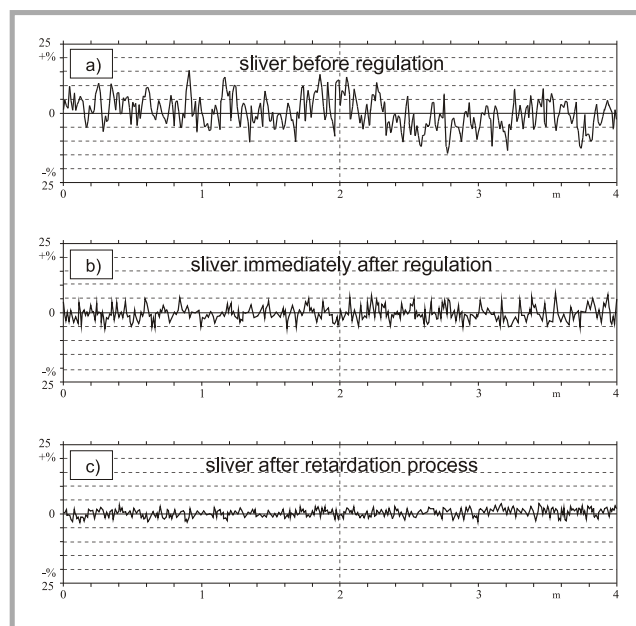 25
+%
a)
sliver before regulation
0
-%
25
0 1 2 3 m 4
25
+%
b)
sliver immediately after regulation
0
-%
25
0 1 2 3 m 4
25
+%
c)
sliver after retardation process
0
-%
25
0 1 2 3 m 4